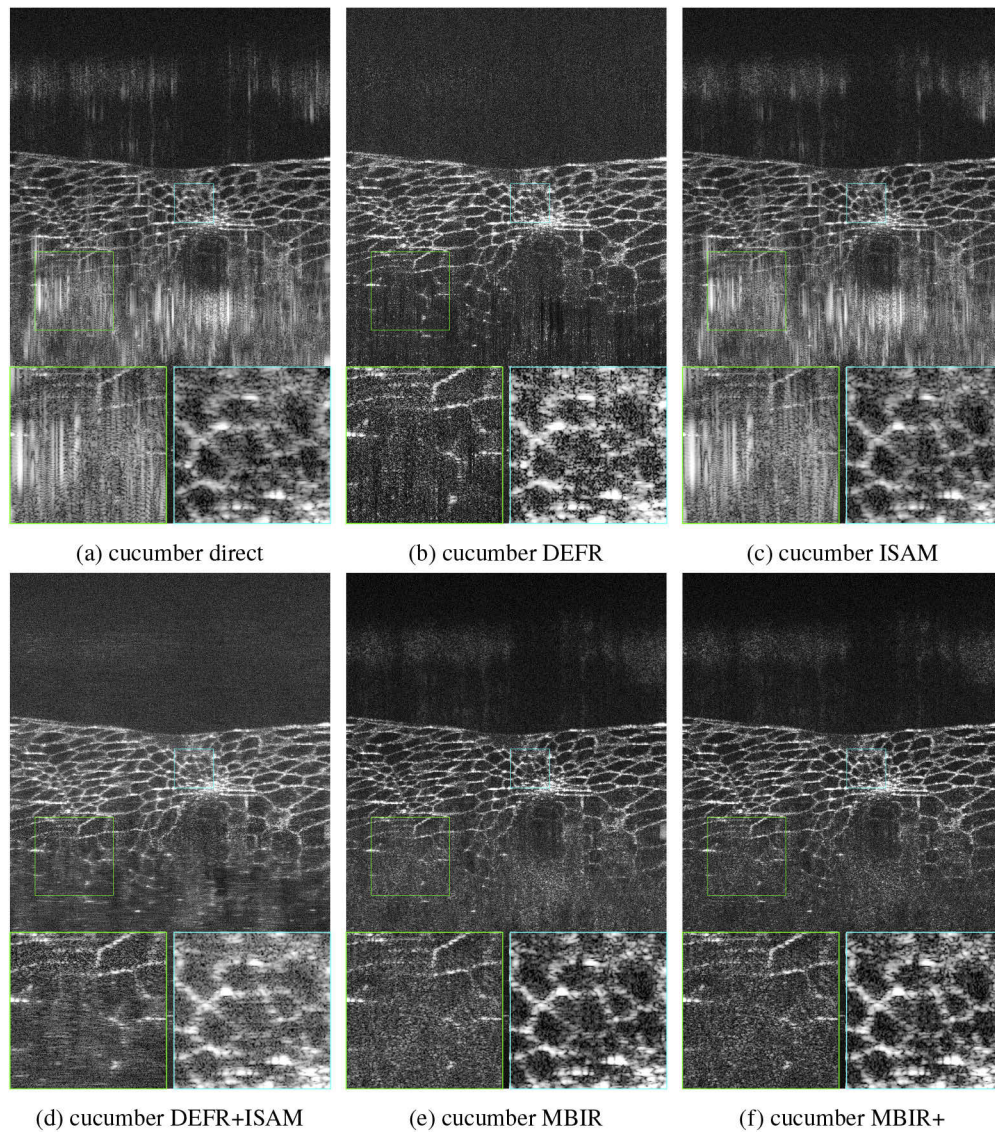 (a) cucumber direct
(b) cucumber DEFR
(c) cucumber ISAM
(d) cucumber DEFR+ISAM
(e) cucumber MBIR
(f) cucumber MBIR+